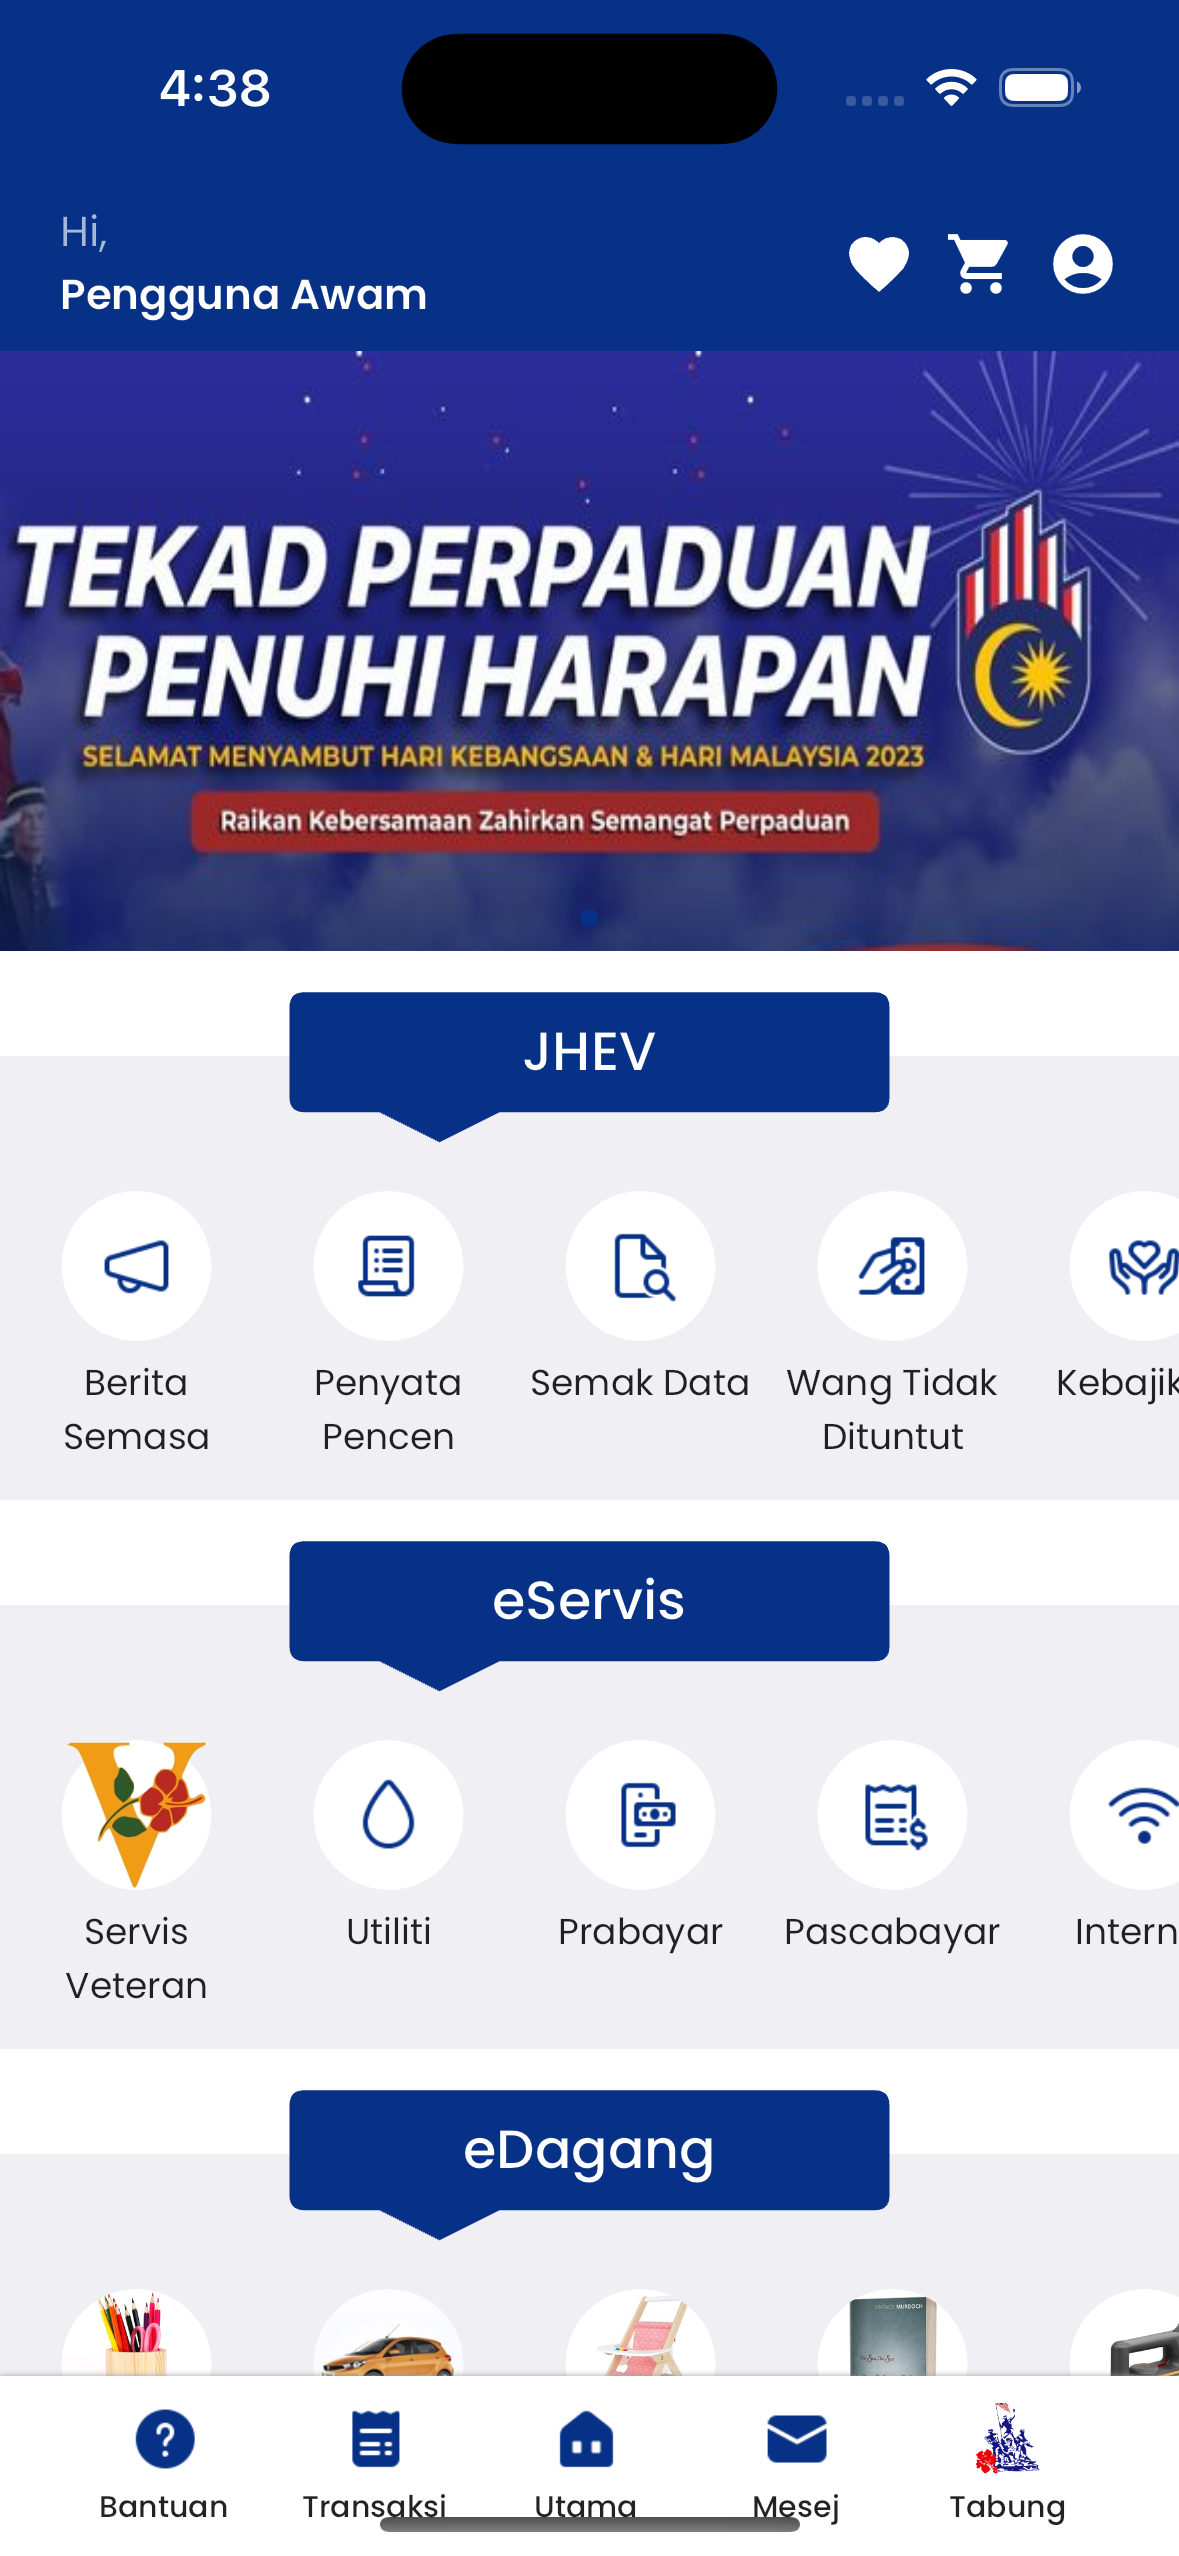 4:38
Hi,
Pengguna Awam
TEKAD PERPADUAN
PENUHI HARAPAN
SELAMAT MENYAMBUT HARI KEBANGSAAN & HARI MALAYSIA 2023
Raikan Kebersamaan Zahirkan Semangat Perpaduan
JHEV
Berita Semasa
Penyata Pencen
Semak Data
Wang Tidak Dituntut
Kebajik
eServis
Servis Veteran
Utiliti
Prabayar
Pascabayar
Intern
eDagang
VINTAGE MURDOCH
Bantuan
Transaksi
Utama
Mesej
Tabung